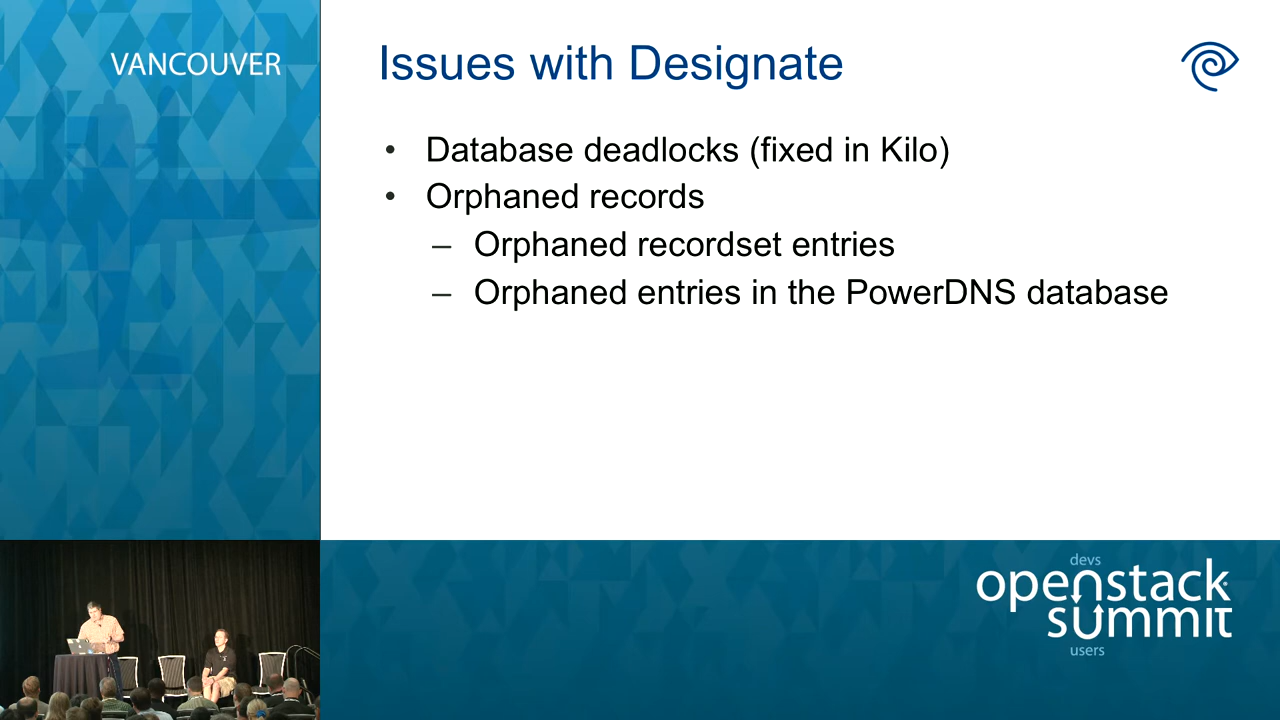 VANCOUVER
Issues with Designate
• Database deadlocks (fixed in Kilo)
• Orphaned records
– Orphaned recordset entries
– Orphaned entries in the PowerDNS database
devs
openstack
summit
users